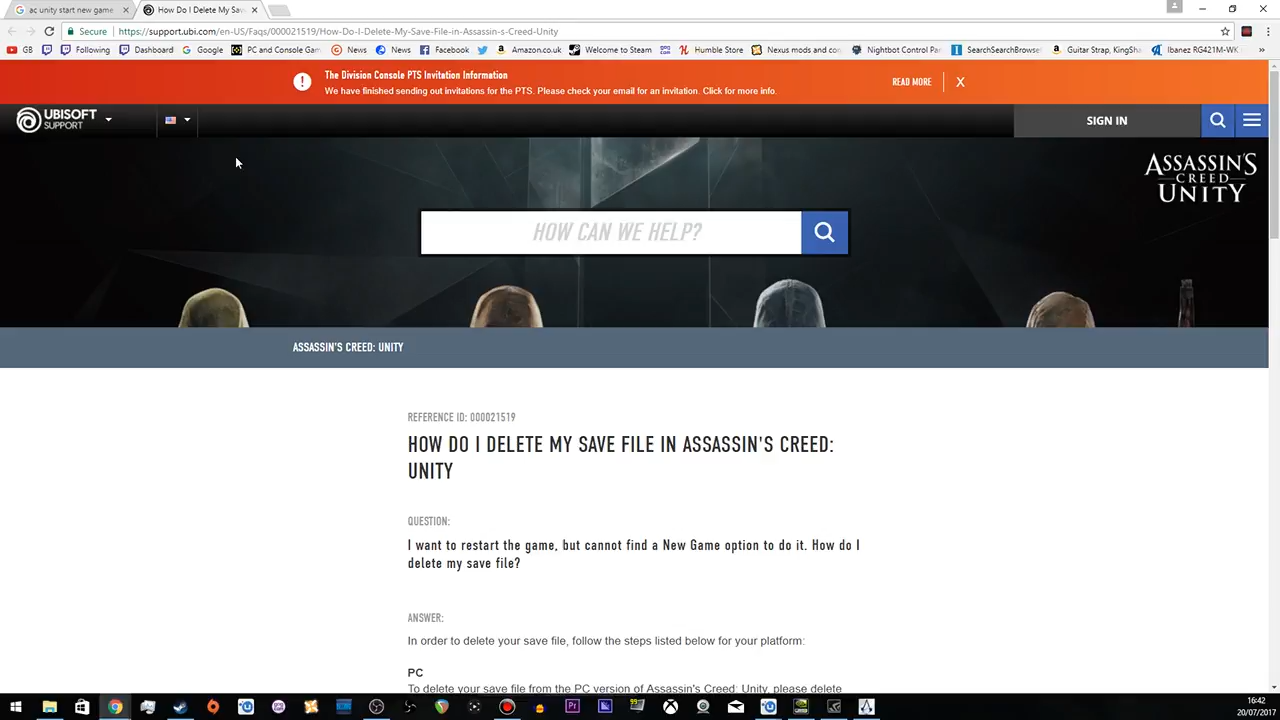 ac unity start new game
How Do I Delete My Sav
Secure
https://support.ubi.com/en-US/Faqs/000021519/How-Do-I-Delete-My-Save-File-in-Assassin-s-Creed-Unity
GB
Following
Dashboard
Google
PC and Console Gam
News
News
Facebook
Amazon.co.uk
Welcome to Steam
Humble Store
Nexus mods and co
Nightbot Control Pa
SearchSearchBrowse
Guitar Strap, KingSha
Ibanez RG421M-WK
The Division Console PTS Invitation Information
We have finished sending out invitations for the PTS. Please check your email for an invitation. Click for more info.
READ MORE
X
UBISOFT
SUPPORT
SIGN IN
ASSASSIN'S
CREED
UNITY
HOW CAN WE HELP?
ASSASSIN'S CREED: UNITY
REFERENCE ID: 000021519
HOW DO I DELETE MY SAVE FILE IN ASSASSIN'S CREED:
UNITY
QUESTION:
I want to restart the game, but cannot find a New Game option to do it. How do I
delete my save file?
ANSWER:
In order to delete your save file, follow the steps listed below for your platform:
PC
To delete your save file from the PC version of Assassin's Creed: Unity, please delete
16:42
20/07/2017